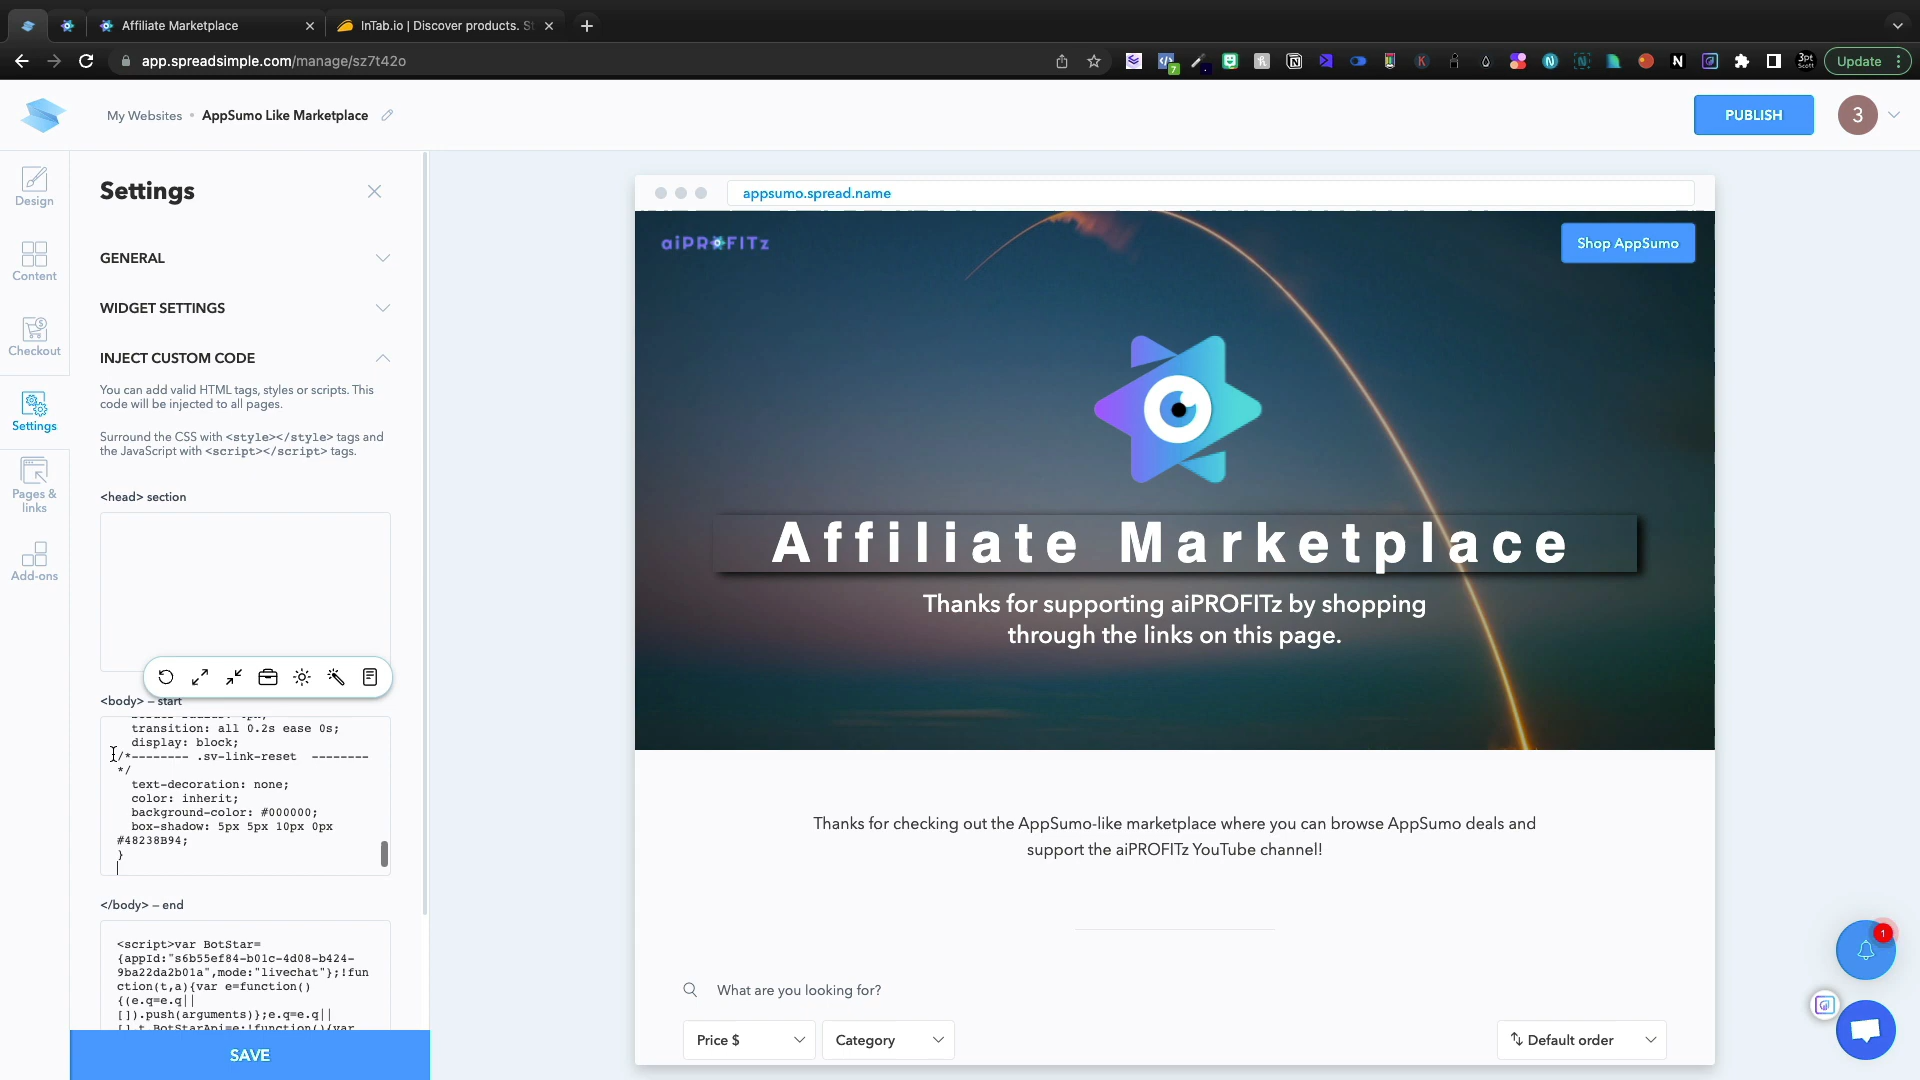 Affiliate Marketplace
InTab.io | Discover products. St
app.spreadsimple.com/manage/sz7t42o
7
3pt
Scott
Update
My Websites • AppSumo Like Marketplace
PUBLISH
3
Design
Content
Checkout
Settings
Pages &
links
Add-ons
Settings
GENERAL
WIDGET SETTINGS
INJECT CUSTOM CODE
You can add valid HTML tags, styles or scripts. This
code will be injected to all pages.
Surround the CSS with <style></style> tags and
the JavaScript with <script></script> tags.
<head> section
<body> – start
transition: all 0.2s ease 0s;
display: block;
/*-------- .sv-link-reset  --------
*/
text-decoration: none;
color: inherit;
background-color: #000000;
box-shadow: 5px 5px 10px 0px
#48238B94;
}
</body> – end
<script>var BotStar=
{appId:"s6b55ef84-b01c-4d08-b424-
9ba22da2b01a",mode:"livechat"};!fun
ction(t,a){var e=function()
{(e.q=e.q||
[]).push(arguments)};e.q=e.q||
[],t.BotStarApi=e;!function(){var
SAVE
appsumo.spread.name
aiPROFITz
Shop AppSumo
Affiliate Marketplace
Thanks for supporting aiPROFITz by shopping
through the links on this page.
Thanks for checking out the AppSumo-like marketplace where you can browse AppSumo deals and
support the aiPROFITz YouTube channel!
What are you looking for?
Price $
Category
Default order
1